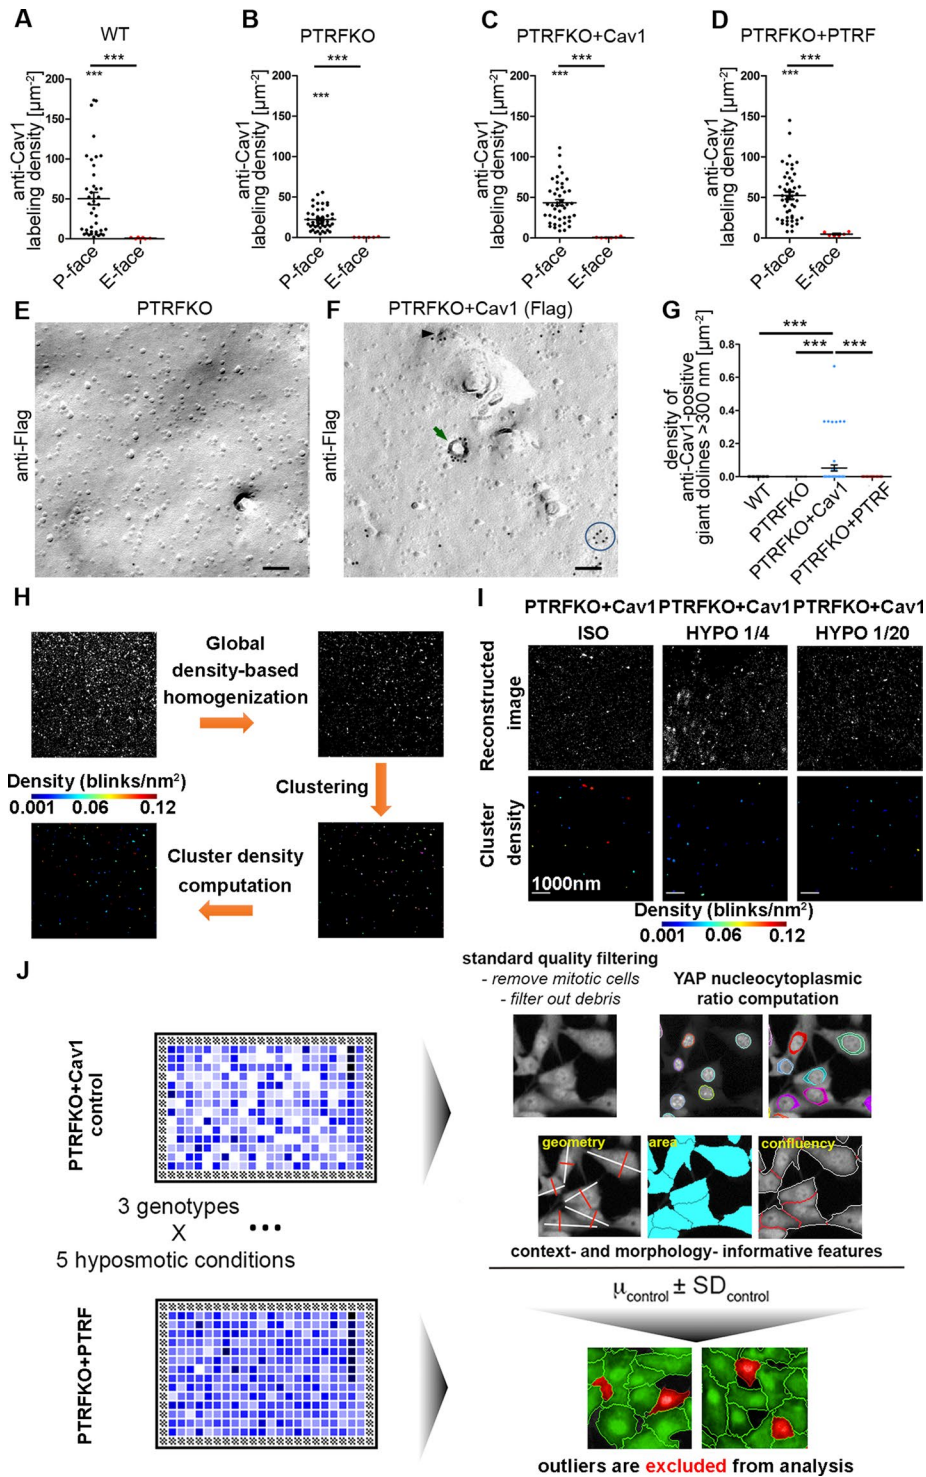 A
WT
***
***
anti-Cav1
labeling density [µm⁻²]
200
150
100
50
0
P-face
E-face
B
PTRFKO
***
***
anti-Cav1
labeling density [µm⁻²]
200
150
100
50
0
P-face
E-face
C
PTRFKO+Cav1
***
***
anti-Cav1
labeling density [µm⁻²]
200
150
100
50
0
P-face
E-face
D
PTRFKO+PTRF
***
***
anti-Cav1
labeling density [µm⁻²]
200
150
100
50
0
P-face
E-face
E
PTRFKO
anti-Flag
F
PTRFKO+Cav1 (Flag)
anti-Flag
G
***
*** ***
density of
anti-Cav1-positive
giant dolines >300 nm [µm⁻²]
0.8
0.6
0.4
0.2
0.0
WT
PTRFKO
PTRFKO+Cav1
PTRFKO+PTRF
H
Global
density-based
homogenization
Clustering
Density (blinks/nm²)
0.001 0.06 0.12
Cluster density
computation
I
PTRFKO+Cav1 PTRFKO+Cav1 PTRFKO+Cav1
ISO HYPO 1/4 HYPO 1/20
Reconstructed
image
Cluster
density
1000nm
Density (blinks/nm²)
0.001 0.06 0.12
J
PTRFKO+Cav1
control
3 genotypes
X
5 hyposmotic conditions
...
PTRFKO+PTRF
standard quality filtering
- remove mitotic cells
- filter out debris
YAP nucleocytoplasmic
ratio computation
geometry
area
confluency
context- and morphology- informative features
μcontrol ± SDcontrol
outliers are excluded from analysis